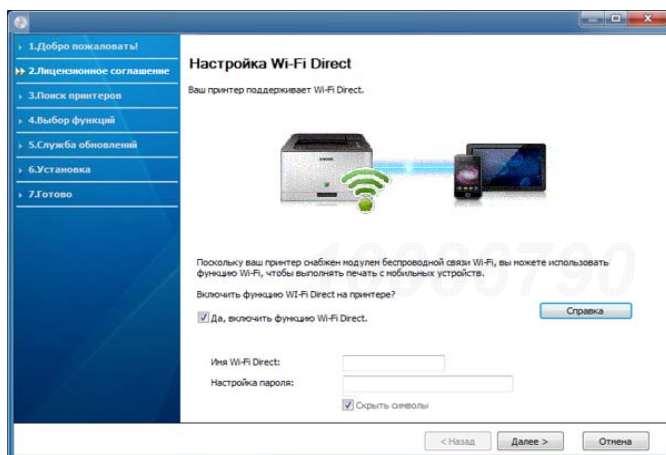 1.Добро пожаловать!
2.Лицензионное соглашение
3.Поиск принтеров
4.Выбор функций
5.Служба обновлений
6.Установка
7.Готово
Настройка Wi-Fi Direct
Ваш принтер поддерживает Wi-Fi Direct.
Поскольку ваш принтер снабжен модулем беспроводной связи Wi-Fi, вы можете использовать
функцию Wi-Fi, чтобы выполнять печать с мобильных устройств.
Включить функцию WI-Fi Direct на принтере?
Справка
Да, включить функцию Wi-Fi Direct.
Имя Wi-Fi Direct:
Настройка пароля:
Скрыть символы
< Назад
Далее >
Отмена